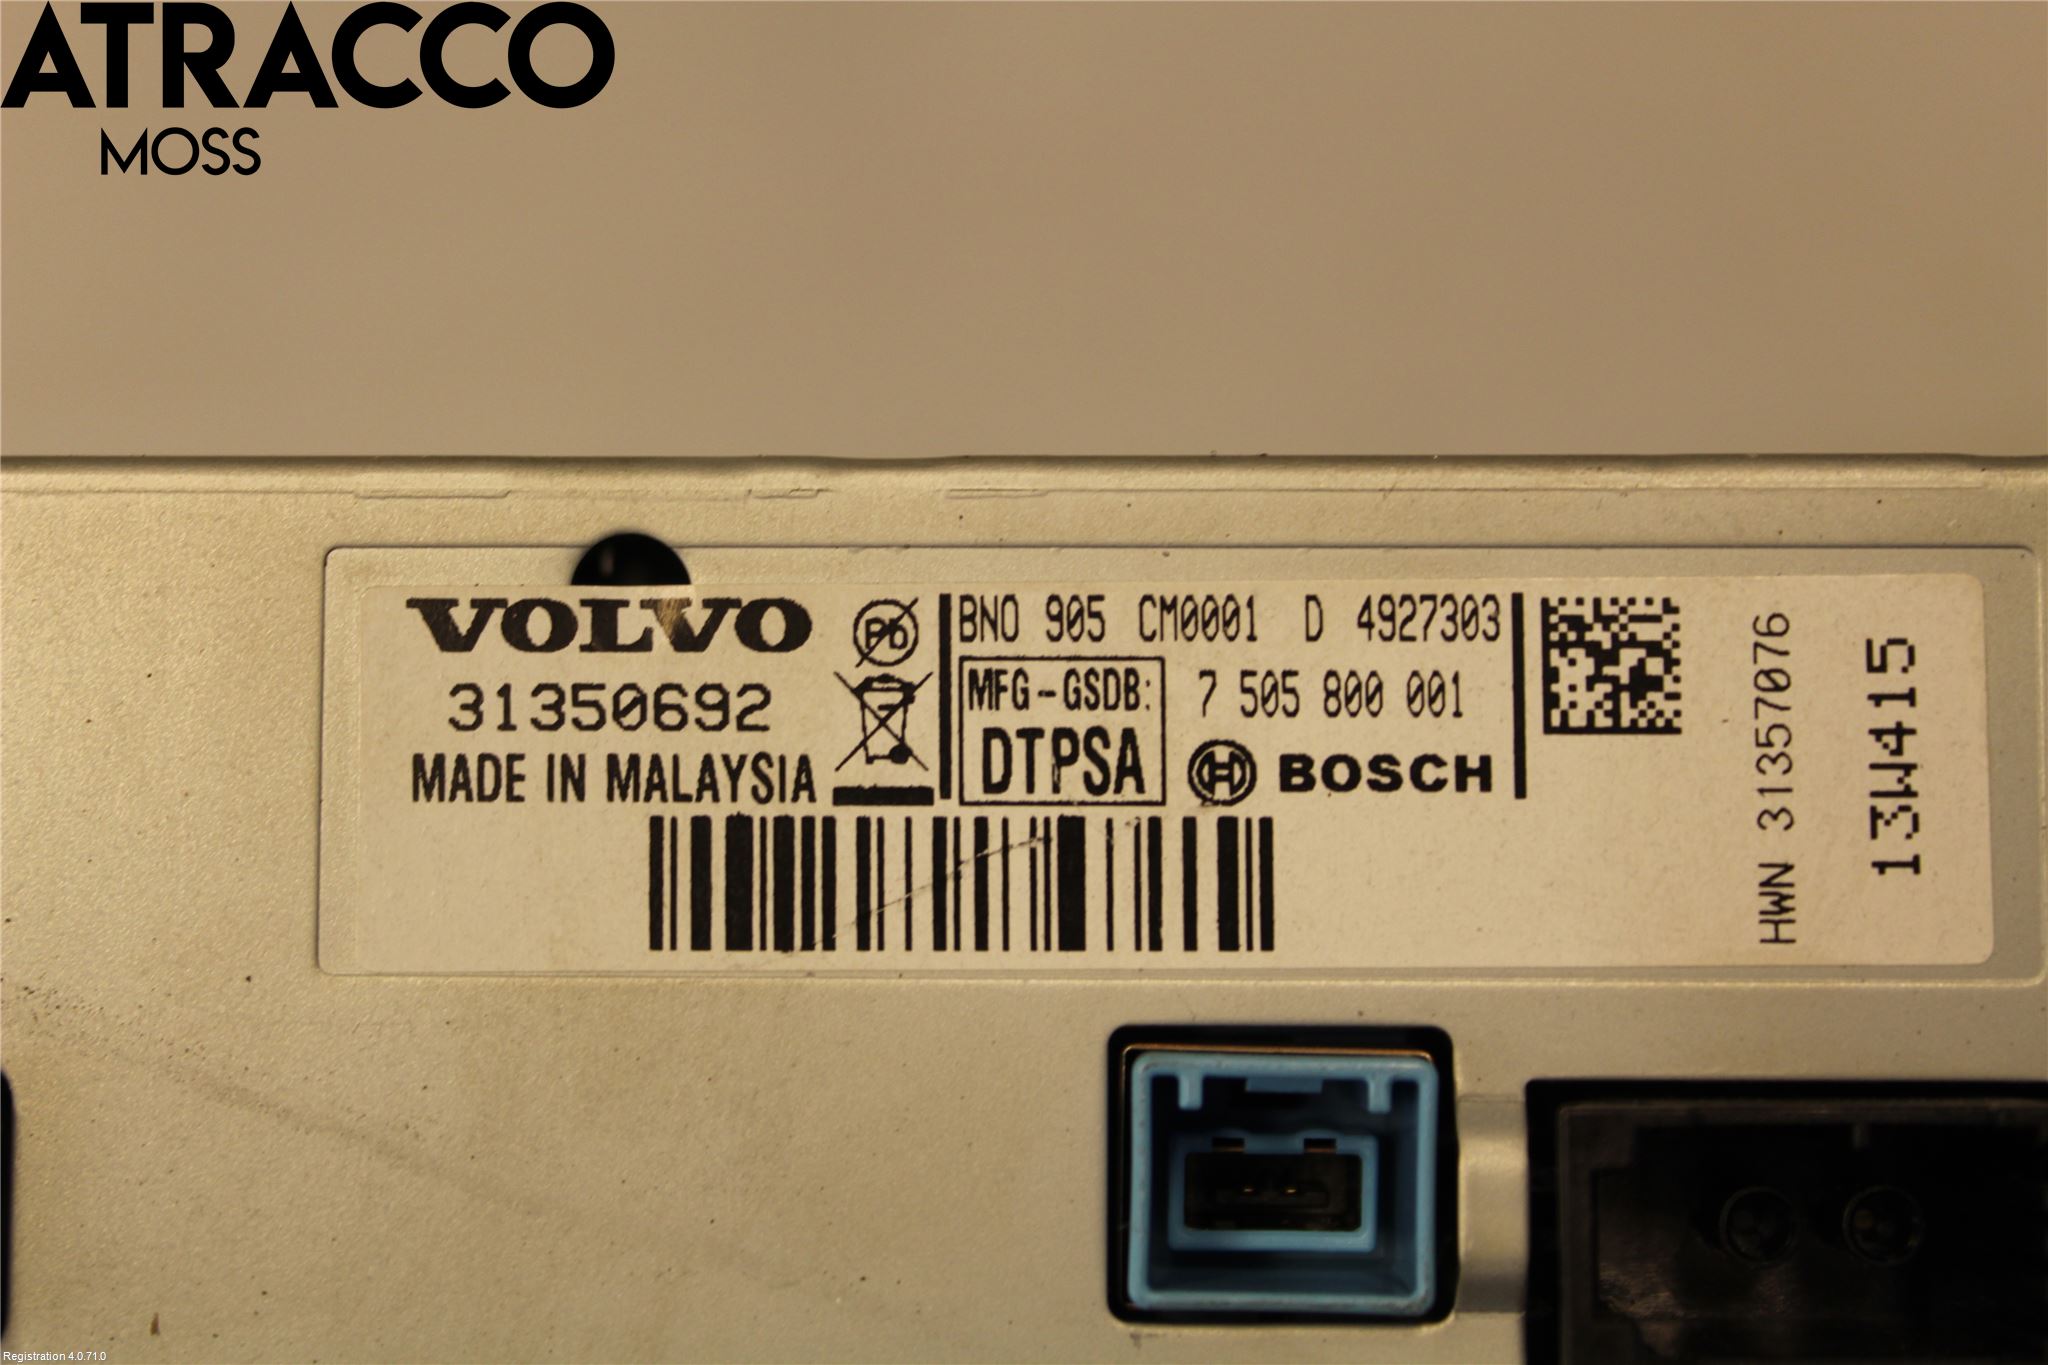 ATRACCO
MOSS
VOLVO
31350692
MADE IN MALAYSIA
Pb
BNO 905 CM0001 D 4927303
MFG-GSDB:
DTPSA
7 505 800 001
BOSCH
HWN 31357076
13W415
Registration 4.0.71.0